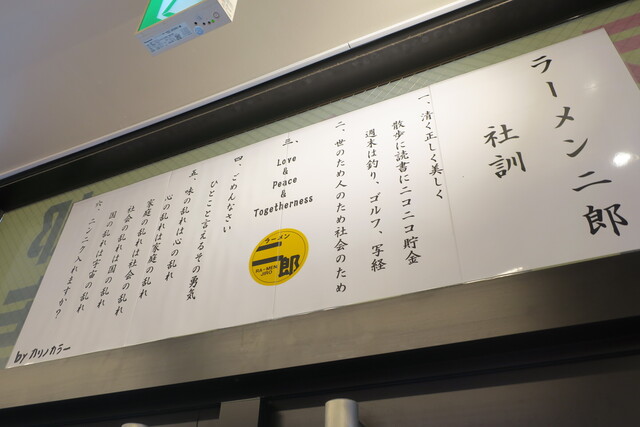 ラーメン二郎
社訓
一、清く正しく美しく
散歩に読書にニコニコ貯金
週末は釣り、ゴルフ、写経
二、世のため人のため社会のため
三、
Love
&
Peace
&
Togetherness
ラーメン
二郎
RA-MEN
JIRO
四、ごめんなさい
ひとこと言えるその勇気
五、味の乱れは心の乱れ
心の乱れは家庭の乱れ
家庭の乱れは社会の乱れ
社会の乱れは国の乱れ
国の乱れは宇宙の乱れ
六、ニンニク入れますか?
by カリノカラー